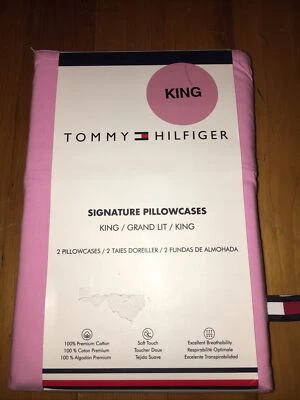 KING
TOMMY HILFIGER
SIGNATURE PILLOWCASES
KING / GRAND LIT / KING
2 PILLOWCASES / 2 TAIES DOREILLER / 2 FUNDAS DE ALMOHADA
100% Premium Cotton
100 % Coton Premium
100 % Algodón Premium
Soft Touch
Toucher Doux
Tejido Suave
Excellent Breathability
Respirabilité Optimale
Excelente Transpirabilidad